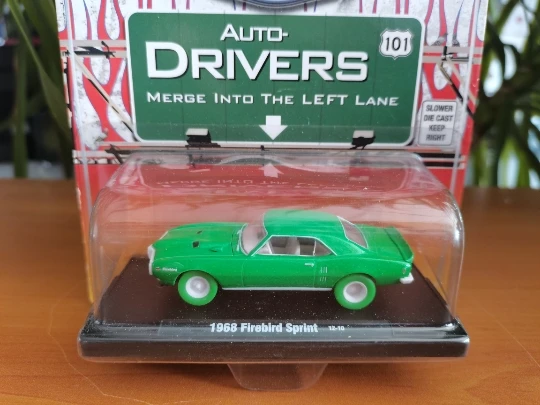 AUTO-
DRIVERS
101
MERGE INTO THE LEFT LANE
SLOWER
DIE CAST
KEEP
RIGHT
1968 Firebird Sprint